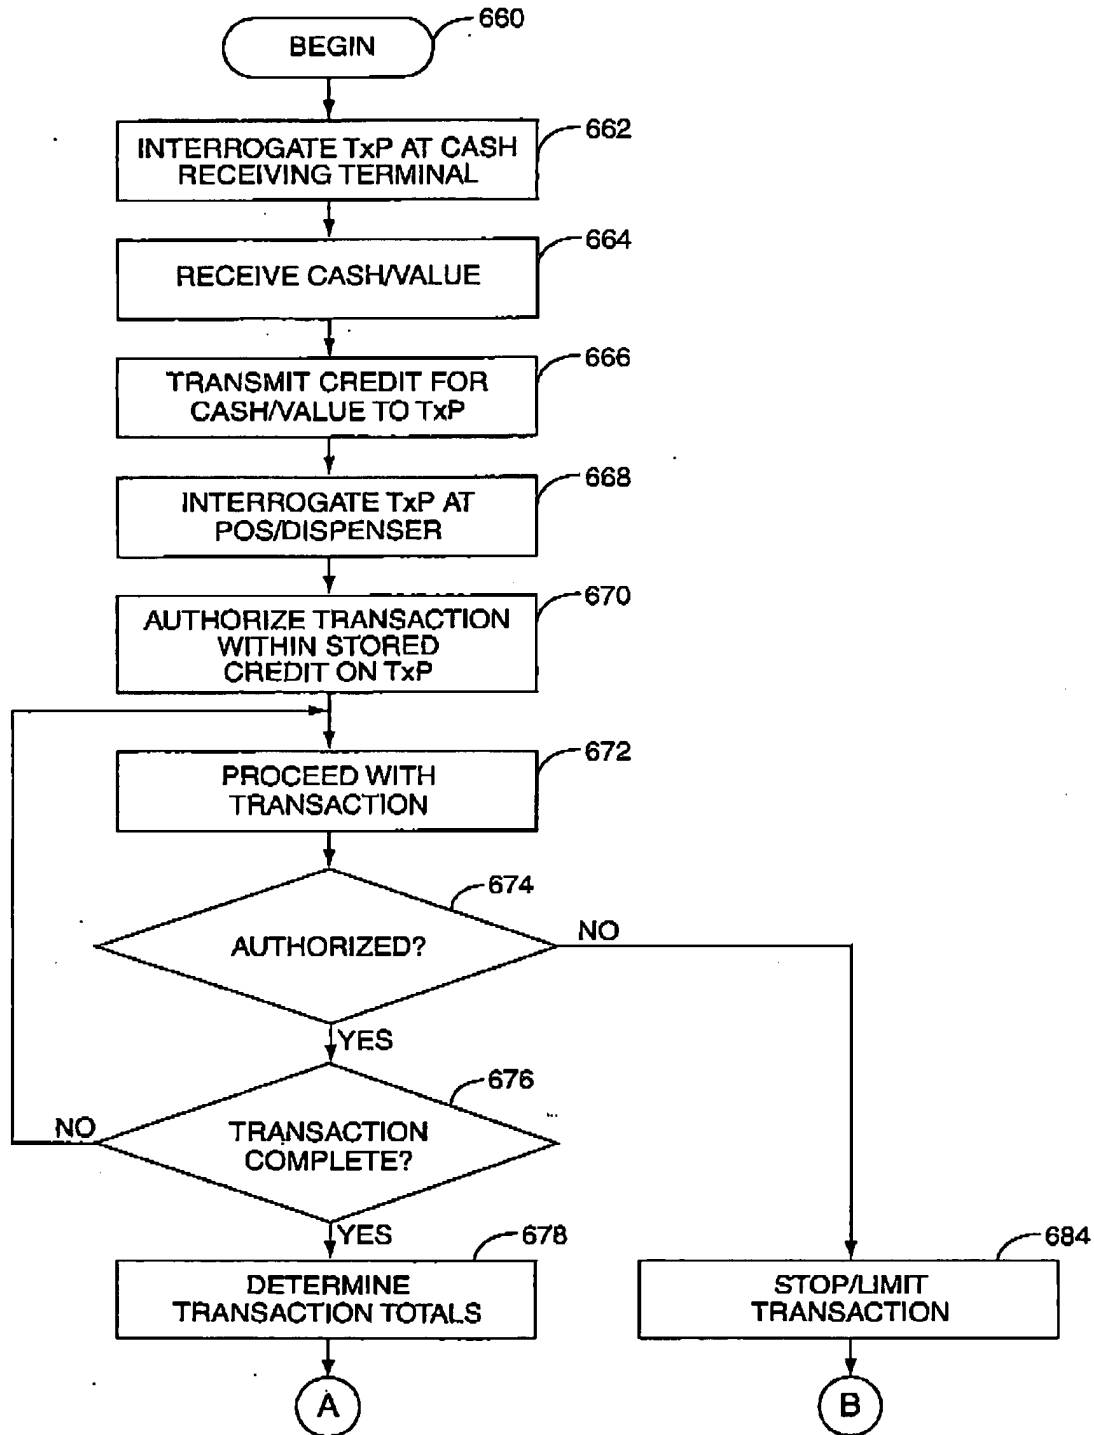 BEGIN
660
INTERROGATE TxP AT CASH
RECEIVING TERMINAL
662
RECEIVE CASH/VALUE
664
TRANSMIT CREDIT FOR
CASH/VALUE TO TxP
666
INTERROGATE TxP AT
POS/DISPENSER
668
AUTHORIZE TRANSACTION
WITHIN STORED
CREDIT ON TxP
670
PROCEED WITH
TRANSACTION
672
AUTHORIZED?
674
NO
YES
TRANSACTION
COMPLETE?
676
NO
YES
DETERMINE
TRANSACTION TOTALS
678
STOP/LIMIT
TRANSACTION
684
A
B